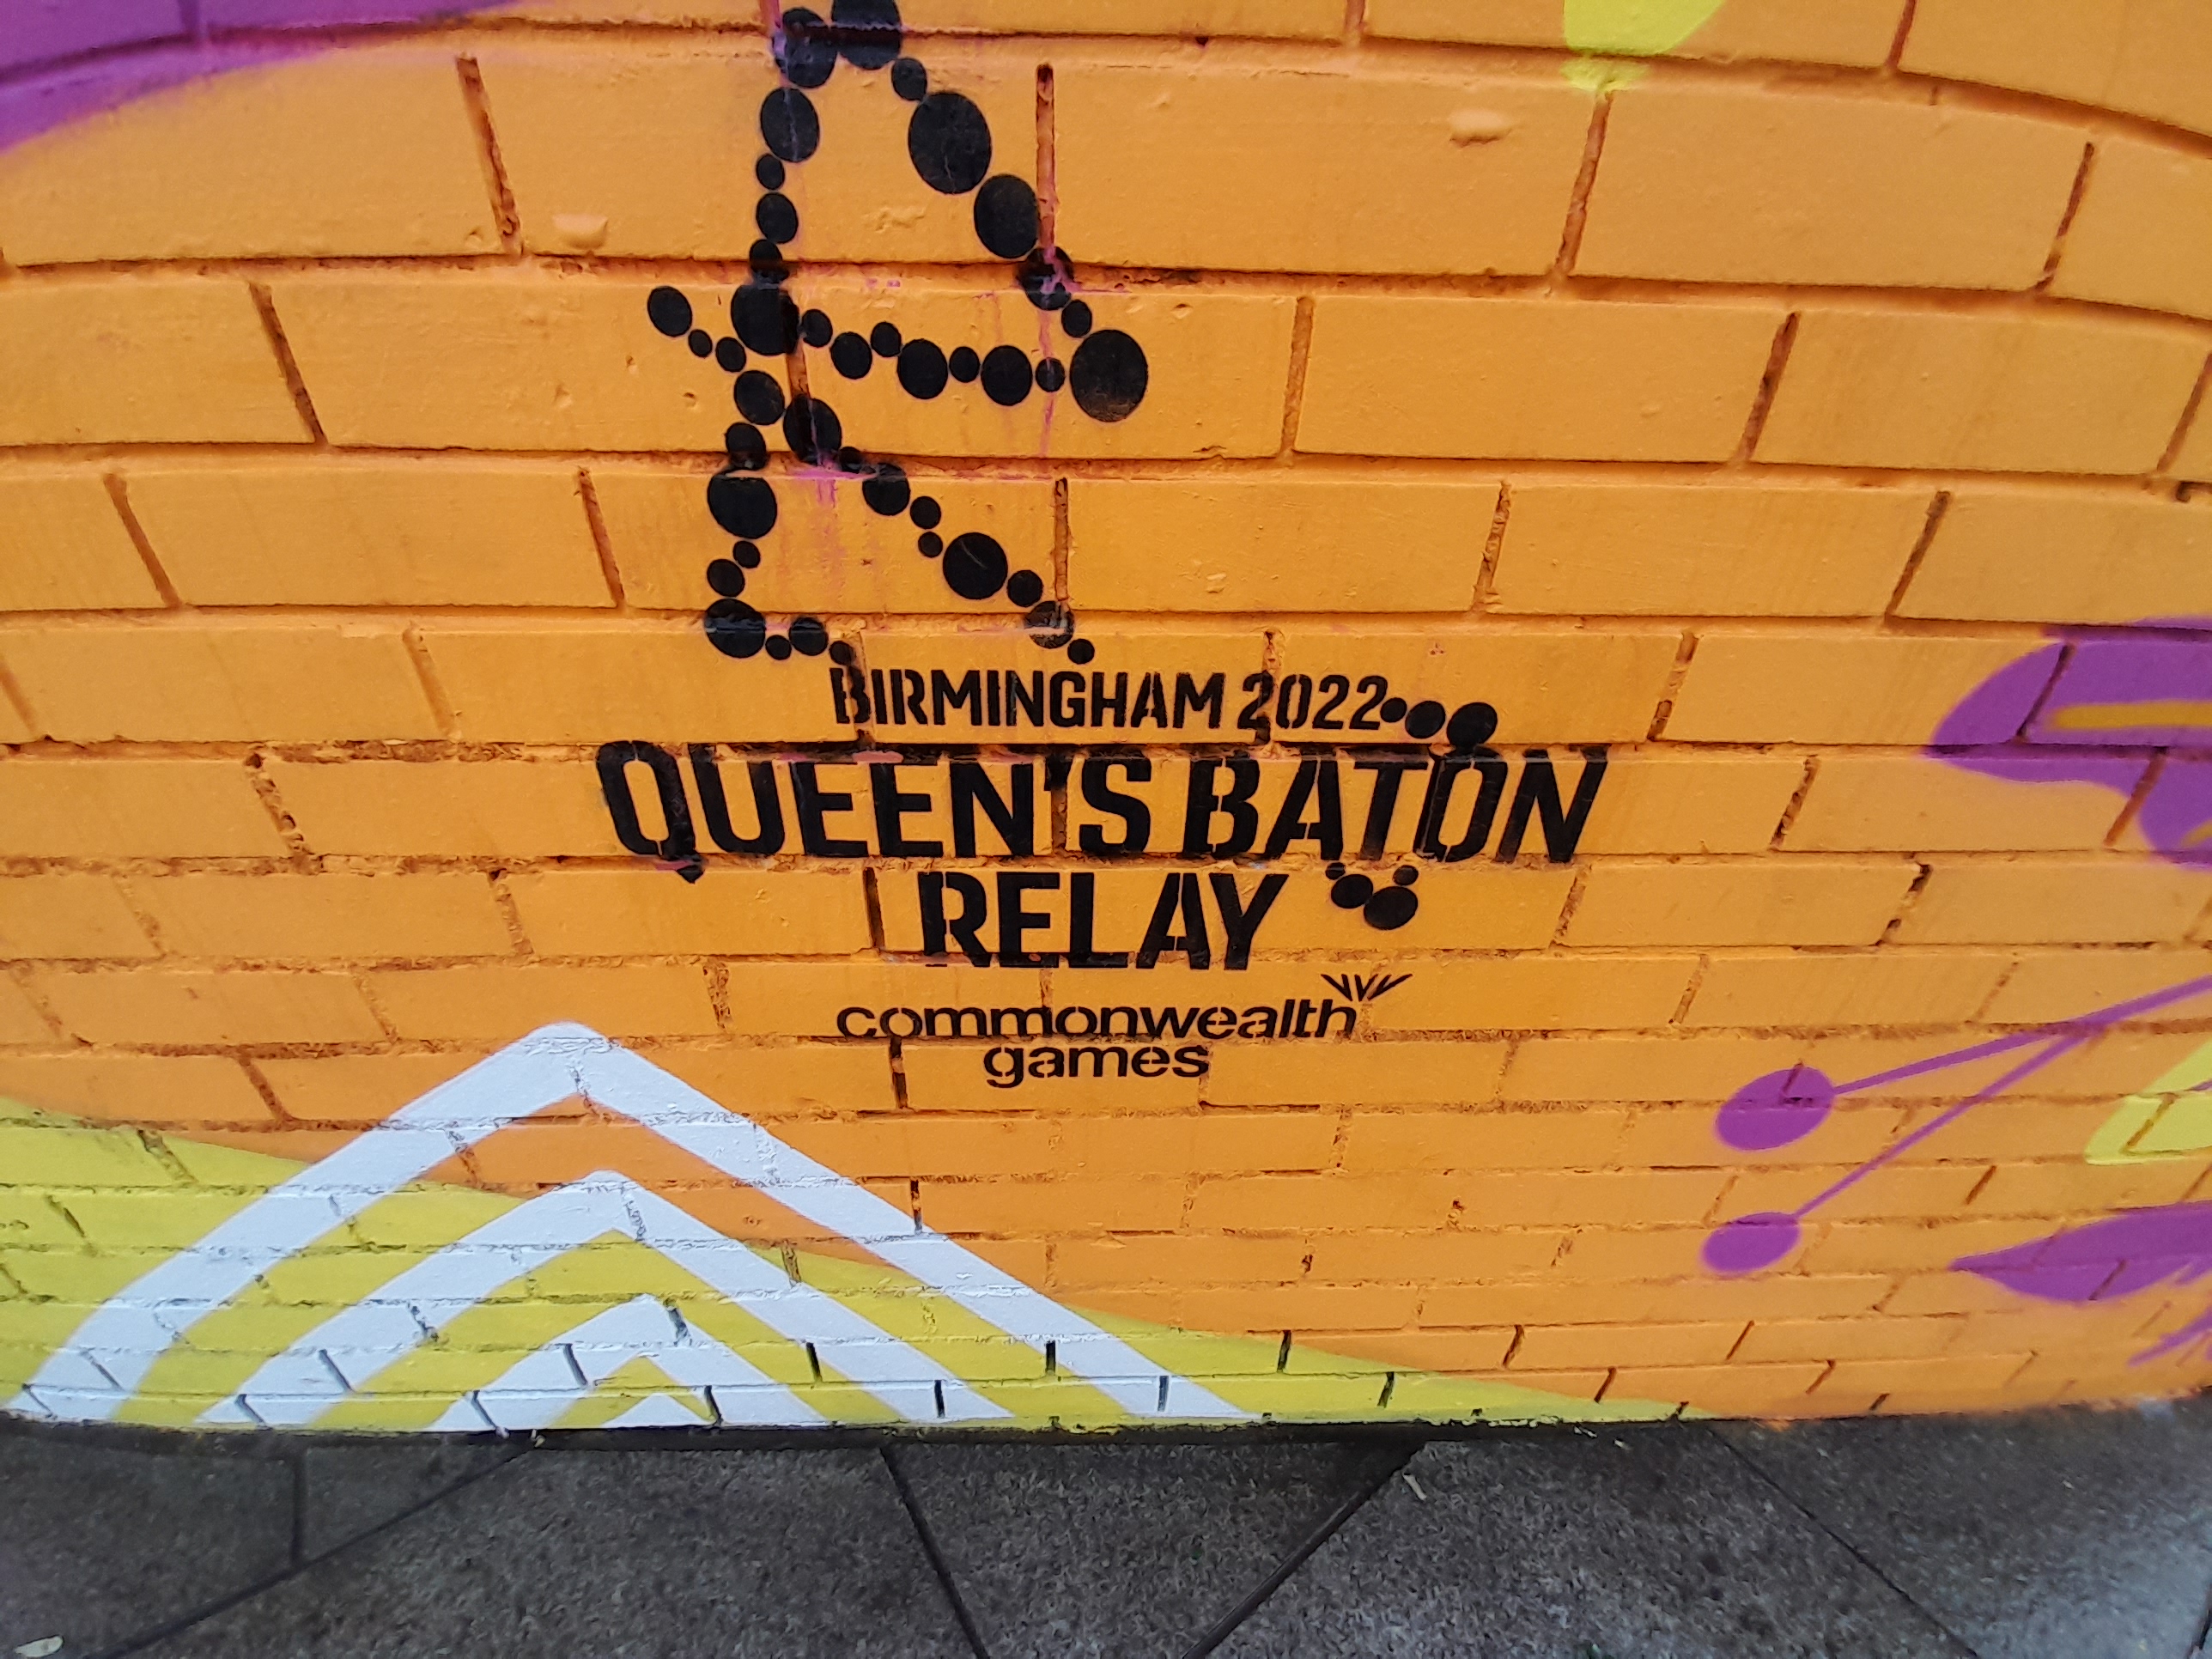 BIRMINGHAM 2022
QUEEN'S BATON
RELAY
commonwealth
games